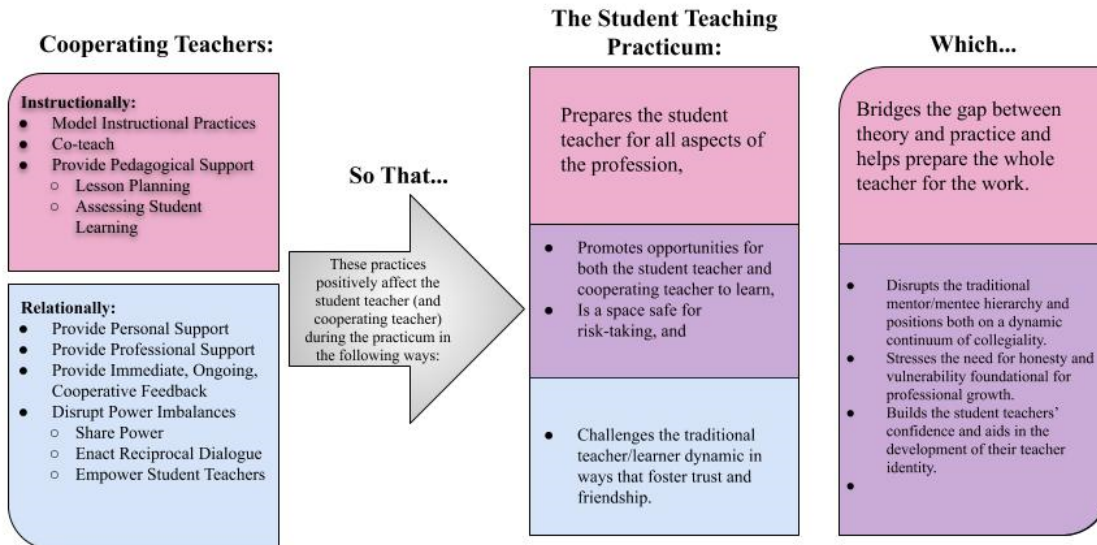 Cooperating Teachers:
Instructionally:
● Model Instructional Practices
● Co-teach
● Provide Pedagogical Support
○ Lesson Planning
○ Assessing Student
Learning
Relationally:
● Provide Personal Support
● Provide Professional Support
● Provide Immediate, Ongoing,
Cooperative Feedback
● Disrupt Power Imbalances
○ Share Power
○ Enact Reciprocal Dialogue
○ Empower Student Teachers
So That...
These practices
positively affect the
student teacher (and
cooperating teacher)
during the practicum in
the following ways:
The Student Teaching
Practicum:
Prepares the student
teacher for all aspects of
the profession,
● Promotes opportunities for
both the student teacher and
cooperating teacher to learn,
● Is a space safe for
risk-taking, and
● Challenges the traditional
teacher/learner dynamic in
ways that foster trust and
friendship.
Which...
Bridges the gap between
theory and practice and
helps prepare the whole
teacher for the work.
● Disrupts the traditional
mentor/mentee hierarchy and
positions both on a dynamic
continuum of collegiality.
● Stresses the need for honesty and
vulnerability foundational for
professional growth.
● Builds the student teachers’
confidence and aids in the
development of their teacher
identity.
●